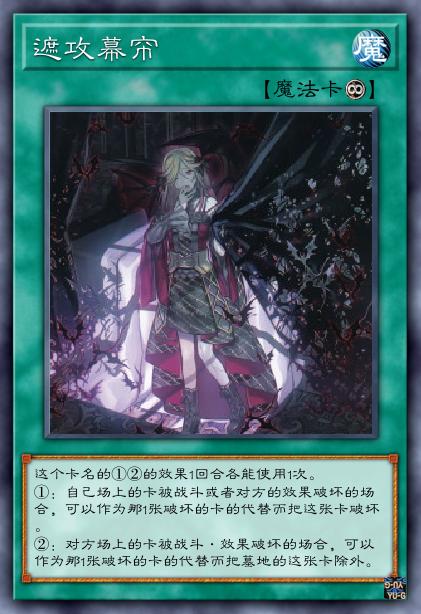 遮攻幕帘
魔
【魔法卡♾】
这个卡名的①②的效果1回合各能使用1次。
①：自己场上的卡被战斗或者对方的效果破坏的场
合，可以作为那1张破坏的卡的代替而把这张卡破坏
。
②：对方场上的卡被战斗·效果破坏的场合，可以
作为那1张破坏的卡的代替而把墓地的这张卡除外。